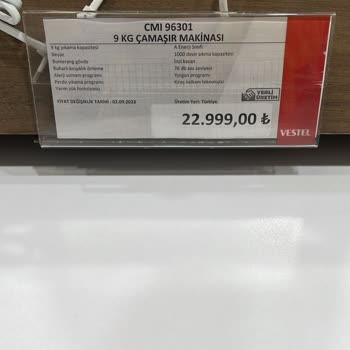 CMI 96301
9 KG ÇAMAŞIR MAKİNASI
9 kg yıkama kapasitesi A Enerji Sınıfı
Beyaz 1000 devir sıkma kapasitesi
Bumerang gövde İnci kazan
Buharlı kırışıklık önleme 76 db ses seviyesi
Alerji uzmanı programı Yorgan programı
Perde yıkama programı Kireç kalkanı teknolojisi
Yarım yük fonksiyonu
FİYAT DEĞİŞİKLİK TARİHİ : 02.09.2023 Üretim Yeri: Türkiye
YERLİ
ÜRETİM
22.999,00 ₺
VESTEL